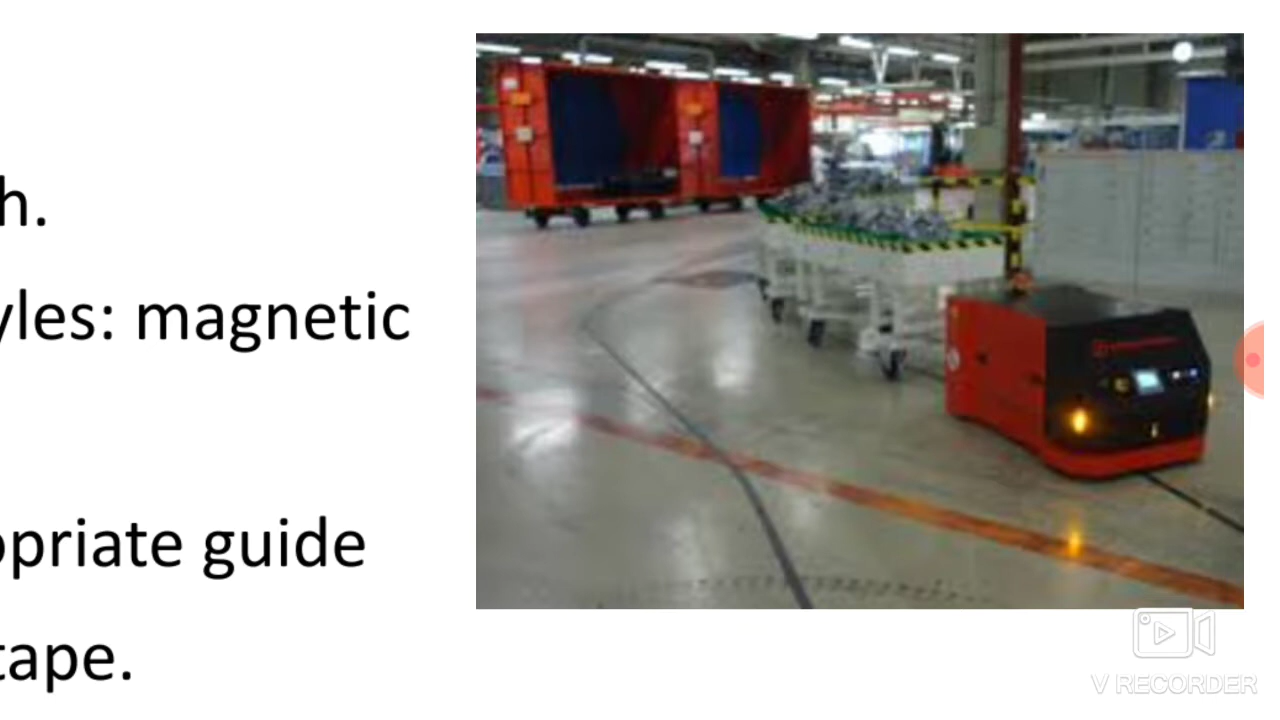 h.
yles: magnetic
opriate guide
tape.
V RECORDER